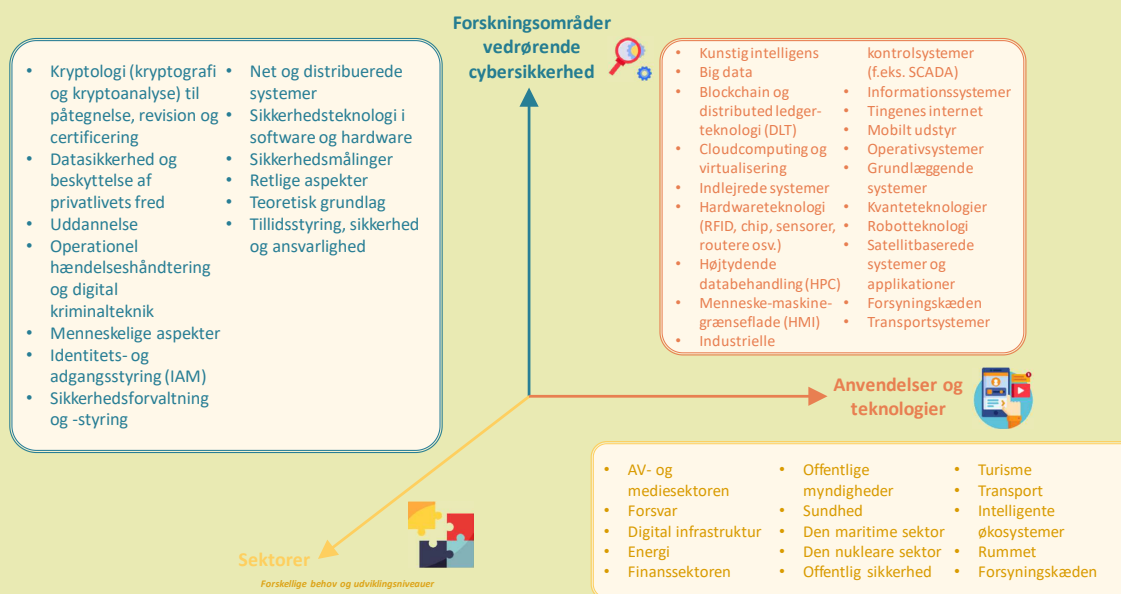 Forskningsområder
vedrørende
cybersikkerhed
• Kryptologi (kryptografi
og kryptoanalyse) til
påtegnelse, revision og
certificering
• Datasikkerhed og
beskyttelse af
privatlivets fred
• Uddannelse
• Operationel
hændelseshåndtering
og digital
kriminalteknik
• Menneskelige aspekter
• Identitets- og
adgangsstyring (IAM)
• Sikkerhedsforvaltning
og -styring
• Net og distribuerede
systemer
• Sikkerhedsteknologi i
software og hardware
• Sikkerhedsmålinger
• Retlige aspekter
• Teoretisk grundlag
• Tillidsstyring, sikkerhed
og ansvarlighed
• Kunstig intelligens
• Big data
• Blockchain og
distributed ledger-
teknologi (DLT)
• Cloudcomputing og
virtualisering
• Indlejrede systemer
• Hardwareteknologi
(RFID, chip, sensorer,
routere osv.)
• Højtydende
databehandling (HPC)
• Menneske-maskine-
grænseflade (HMI)
• Industrielle
kontrolsystemer
(f.eks. SCADA)
• Informationssystemer
• Tingenes internet
• Mobilt udstyr
• Operativsystemer
• Grundlæggende
systemer
• Kvanteteknologier
• Robotteknologi
• Satellitbaserede
systemer og
applikationer
• Forsyningskæden
• Transportsystemer
Anvendelser og
teknologier
• AV- og
mediesektoren
• Forsvar
• Digital infrastruktur
• Energi
• Finanssektoren
• Offentlige
myndigheder
• Sundhed
• Den maritime sektor
• Den nukleare sektor
• Offentlig sikkerhed
• Turisme
• Transport
• Intelligente
økosystemer
• Rummet
• Forsyningskæden
Sektorer
Forskellige behov og udviklingsniveauer